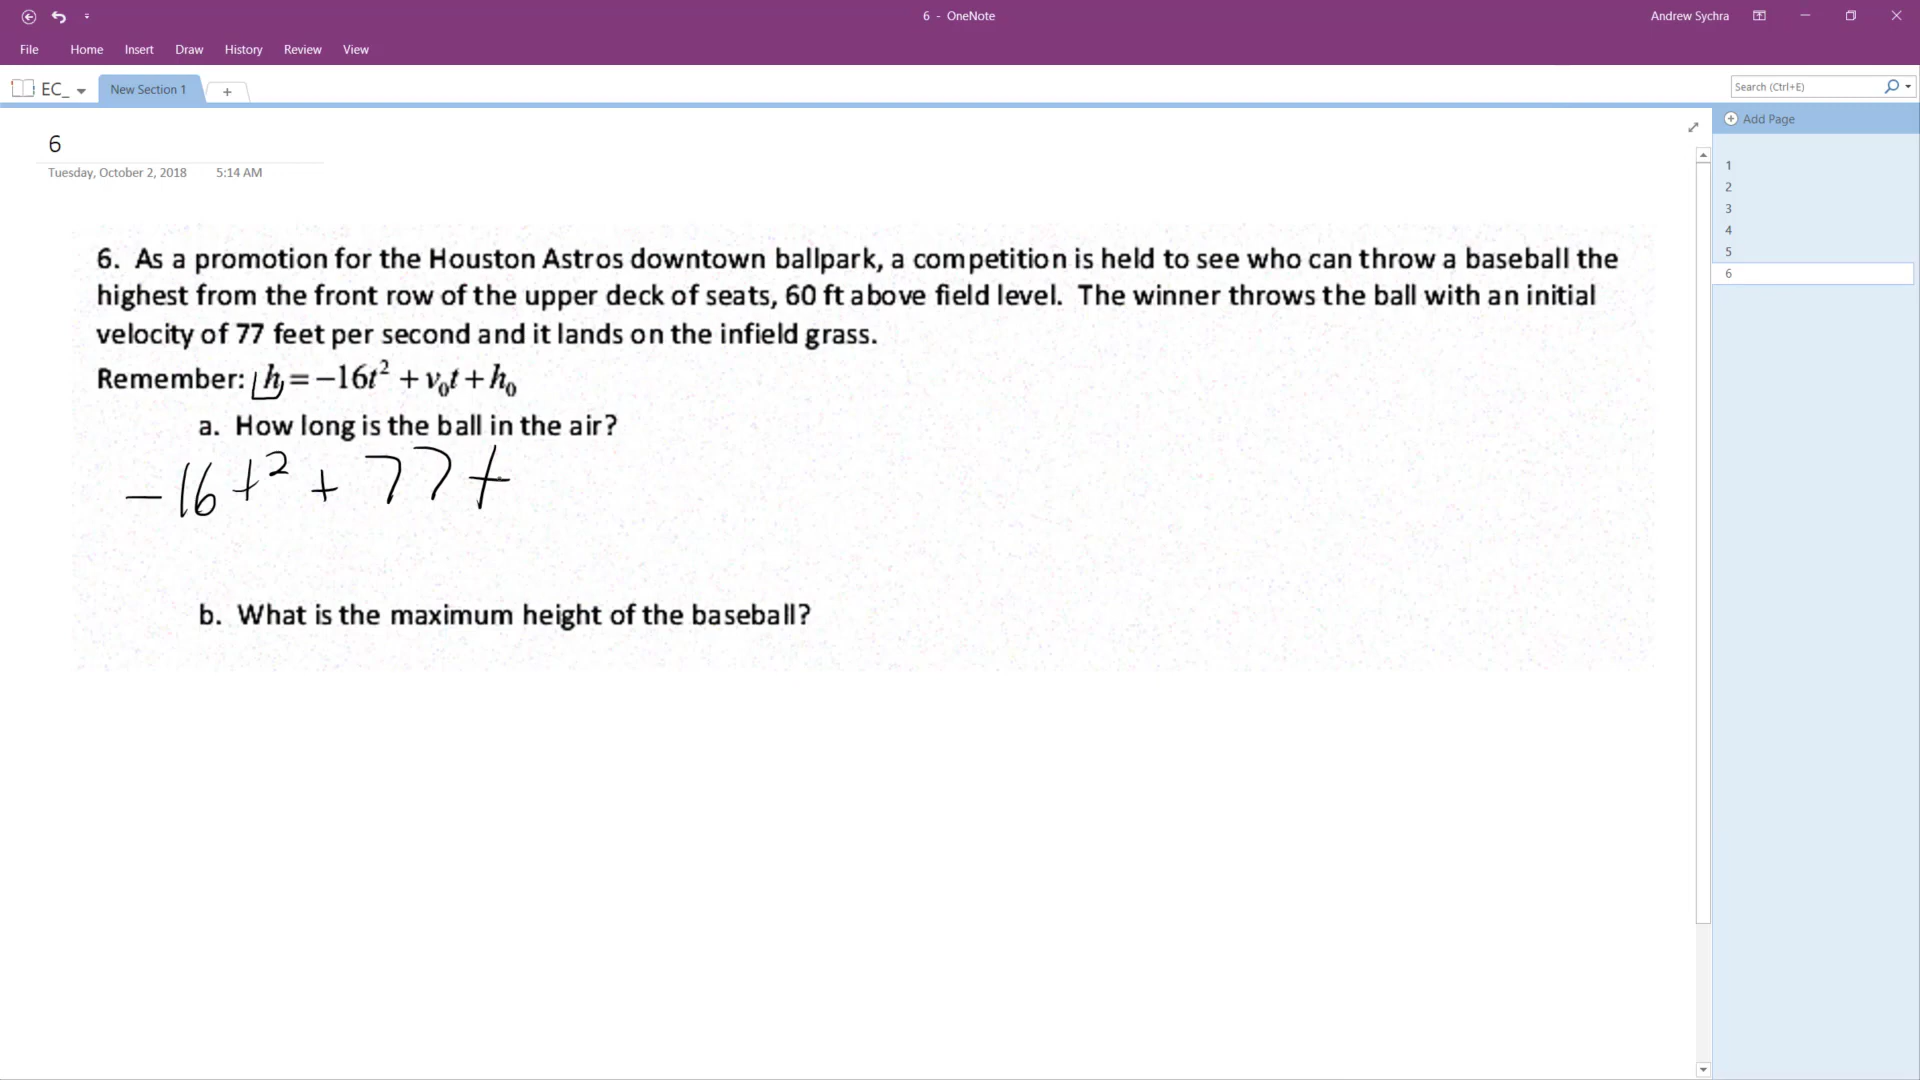 6 - OneNote
Andrew Sychra
File Home Insert Draw History Review View
EC_ New Section 1 +
Search (Ctrl+E)
Add Page
6
Tuesday, October 2, 2018 5:14 AM
6. As a promotion for the Houston Astros downtown ballpark, a competition is held to see who can throw a baseball the
highest from the front row of the upper deck of seats, 60 ft above field level. The winner throws the ball with an initial
velocity of 77 feet per second and it lands on the infield grass.
Remember: h = −16t² + v₀t + h₀
a. How long is the ball in the air?
-16t² + 77t
b. What is the maximum height of the baseball?
1
2
3
4
5
6